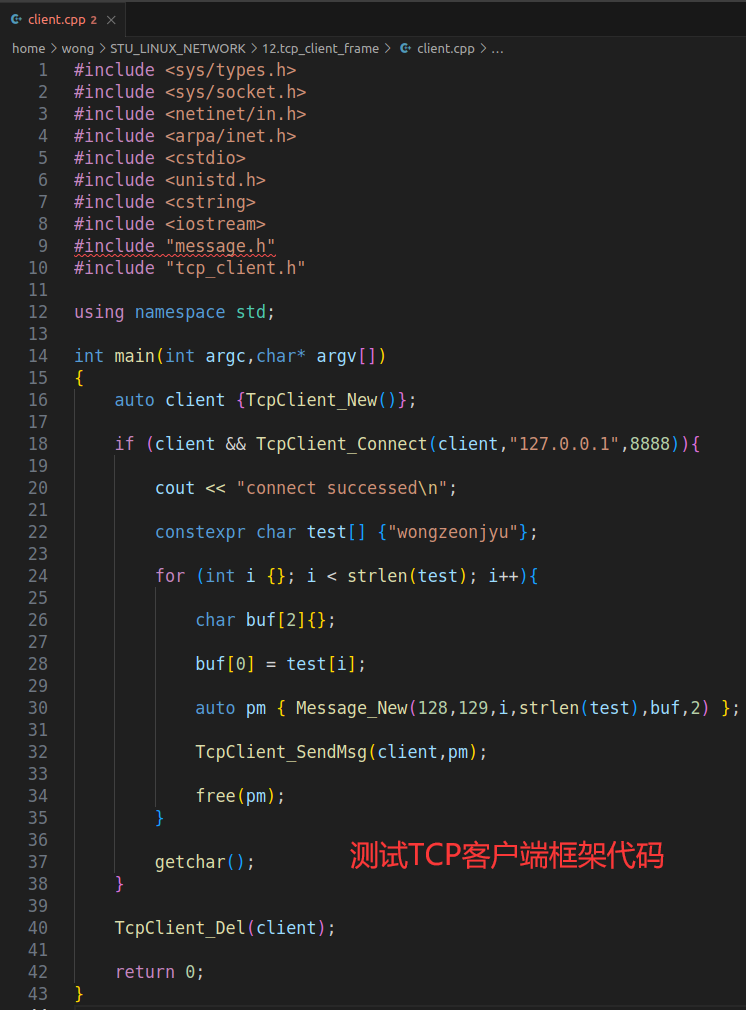 client.cpp 2 ×
home > wong > STU_LINUX_NETWORK > 12.tcp_client_frame > client.cpp > ...
1 #include <sys/types.h>
2 #include <sys/socket.h>
3 #include <netinet/in.h>
4 #include <arpa/inet.h>
5 #include <cstdio>
6 #include <unistd.h>
7 #include <cstring>
8 #include <iostream>
9 #include "message.h"
10 #include "tcp_client.h"
11
12 using namespace std;
13
14 int main(int argc,char* argv[])
15 {
16     auto client {TcpClient_New()};
17
18     if (client && TcpClient_Connect(client,"127.0.0.1",8888)){
19
20         cout << "connect successed\n";
21
22         constexpr char test[] {"wongzeonjyu"};
23
24         for (int i {}; i < strlen(test); i++){
25
26             char buf[2]{};
27
28             buf[0] = test[i];
29
30             auto pm { Message_New(128,129,i,strlen(test),buf,2) };
31
32             TcpClient_SendMsg(client,pm);
33
34             free(pm);
35         }
36
测试TCP客户端框架代码
37         getchar();
38     }
39
40     TcpClient_Del(client);
41
42     return 0;
43 }